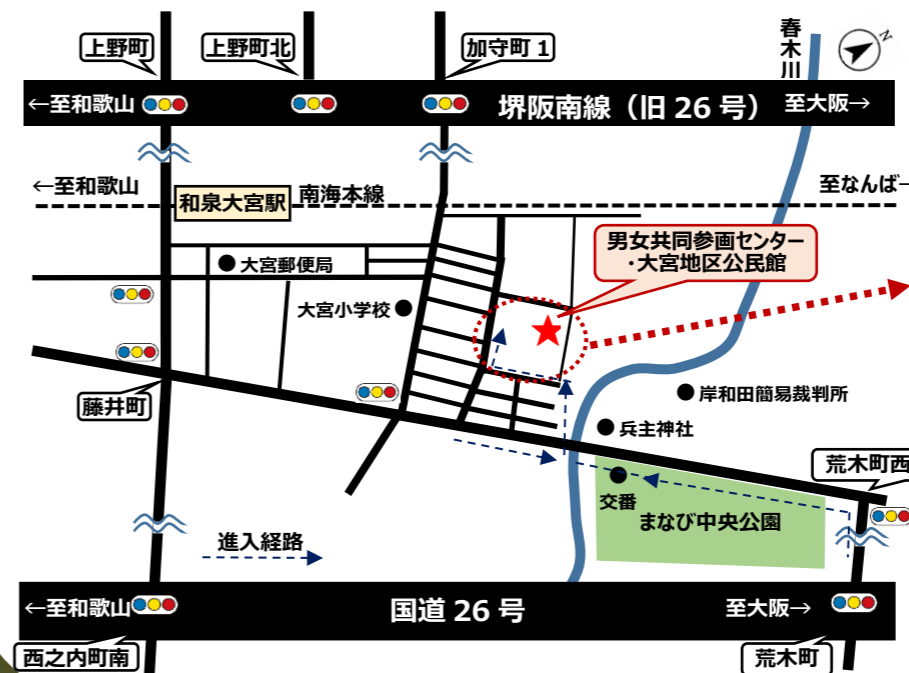 上野町
上野町北
加守町 1
春木川
N
←至和歌山
堺阪南線（旧 26 号）
至大阪→
←至和歌山
和泉大宮駅
南海本線
至なんば
男女共同参画センター
・大宮地区公民館
大宮郵便局
大宮小学校
藤井町
岸和田簡易裁判所
兵主神社
荒木町西
交番
まなび中央公園
進入経路
←至和歌山
国道 26 号
至大阪→
西之内町南
荒木町